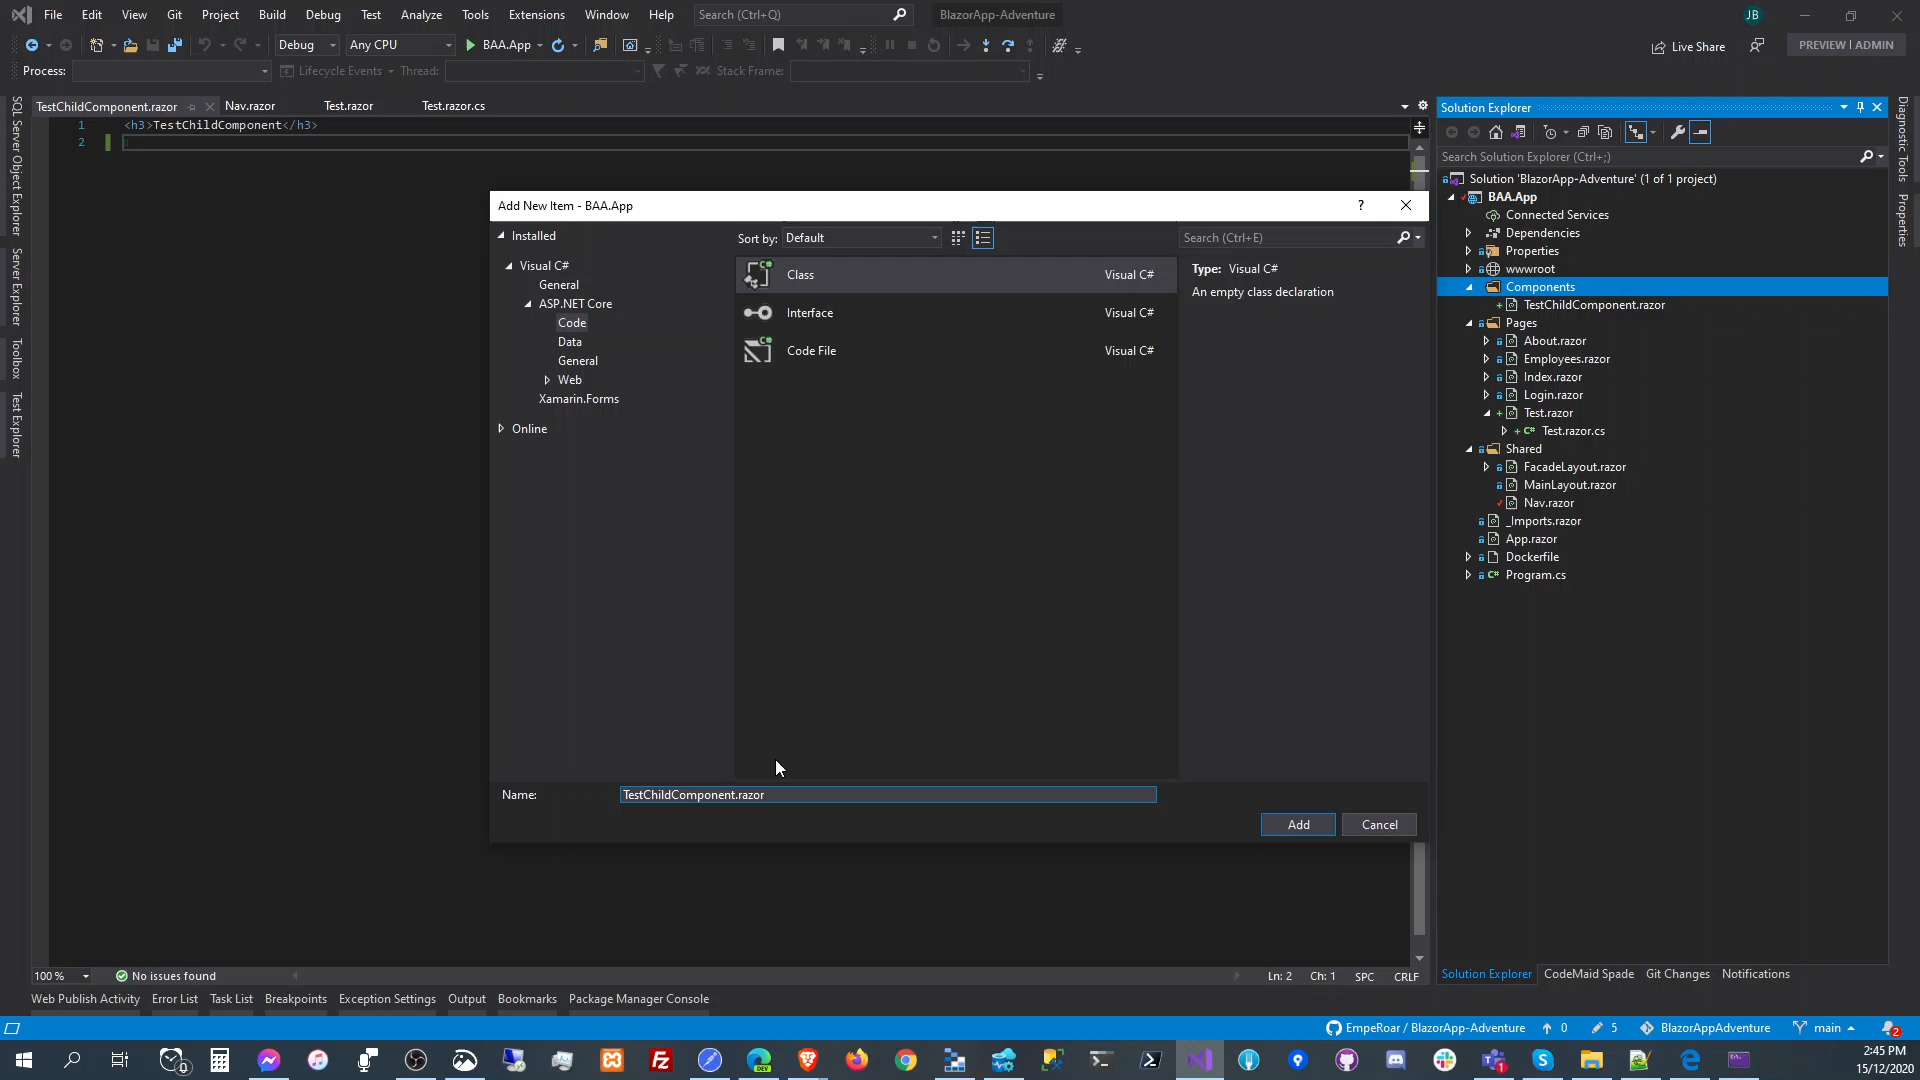 File Edit View Git Project Build Debug Test Analyze Tools Extensions Window Help Search (Ctrl+Q) BlazorApp-Adventure JB
Debug Any CPU BAA.App Live Share PREVIEW | ADMIN
Process: Lifecycle Events Thread: Stack Frame:
TestChildComponent.razor Nav.razor Test.razor Test.razor.cs
1 <h3>TestChildComponent</h3>
2
SQL Server Object Explorer
Server Explorer
Toolbox
Test Explorer
Add New Item - BAA.App ?
Installed
Visual C#
General
ASP.NET Core
Code
Data
General
Web
Xamarin.Forms
Online
Sort by: Default
Class Visual C#
Interface Visual C#
Code File Visual C#
Search (Ctrl+E)
Type: Visual C#
An empty class declaration
Name: TestChildComponent.razor
Add Cancel
Solution Explorer
Search Solution Explorer (Ctrl+;)
Solution 'BlazorApp-Adventure' (1 of 1 project)
BAA.App
Connected Services
Dependencies
Properties
wwwroot
Components
TestChildComponent.razor
Pages
About.razor
Employees.razor
Index.razor
Login.razor
Test.razor
C# Test.razor.cs
Shared
FacadeLayout.razor
MainLayout.razor
Nav.razor
_Imports.razor
App.razor
Dockerfile
C# Program.cs
Diagnostic Tools
Properties
100 % No issues found Ln: 2 Ch: 1 SPC CRLF
Solution Explorer CodeMaid Spade Git Changes Notifications
Web Publish Activity Error List Task List Breakpoints Exception Settings Output Bookmarks Package Manager Console
EmpeRoar / BlazorApp-Adventure 0 5 BlazorAppAdventure main 2
2:45 PM
15/12/2020